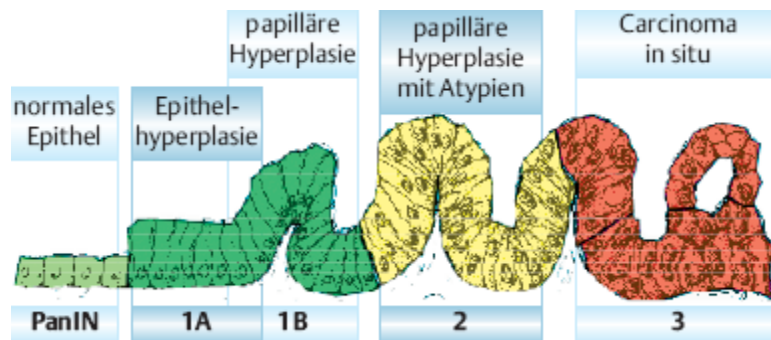 normales
Epithel
Epithel-
hyperplasie
papilläre
Hyperplasie
papilläre
Hyperplasie
mit Atypien
Carcinoma
in situ
PanIN
1A
1B
2
3